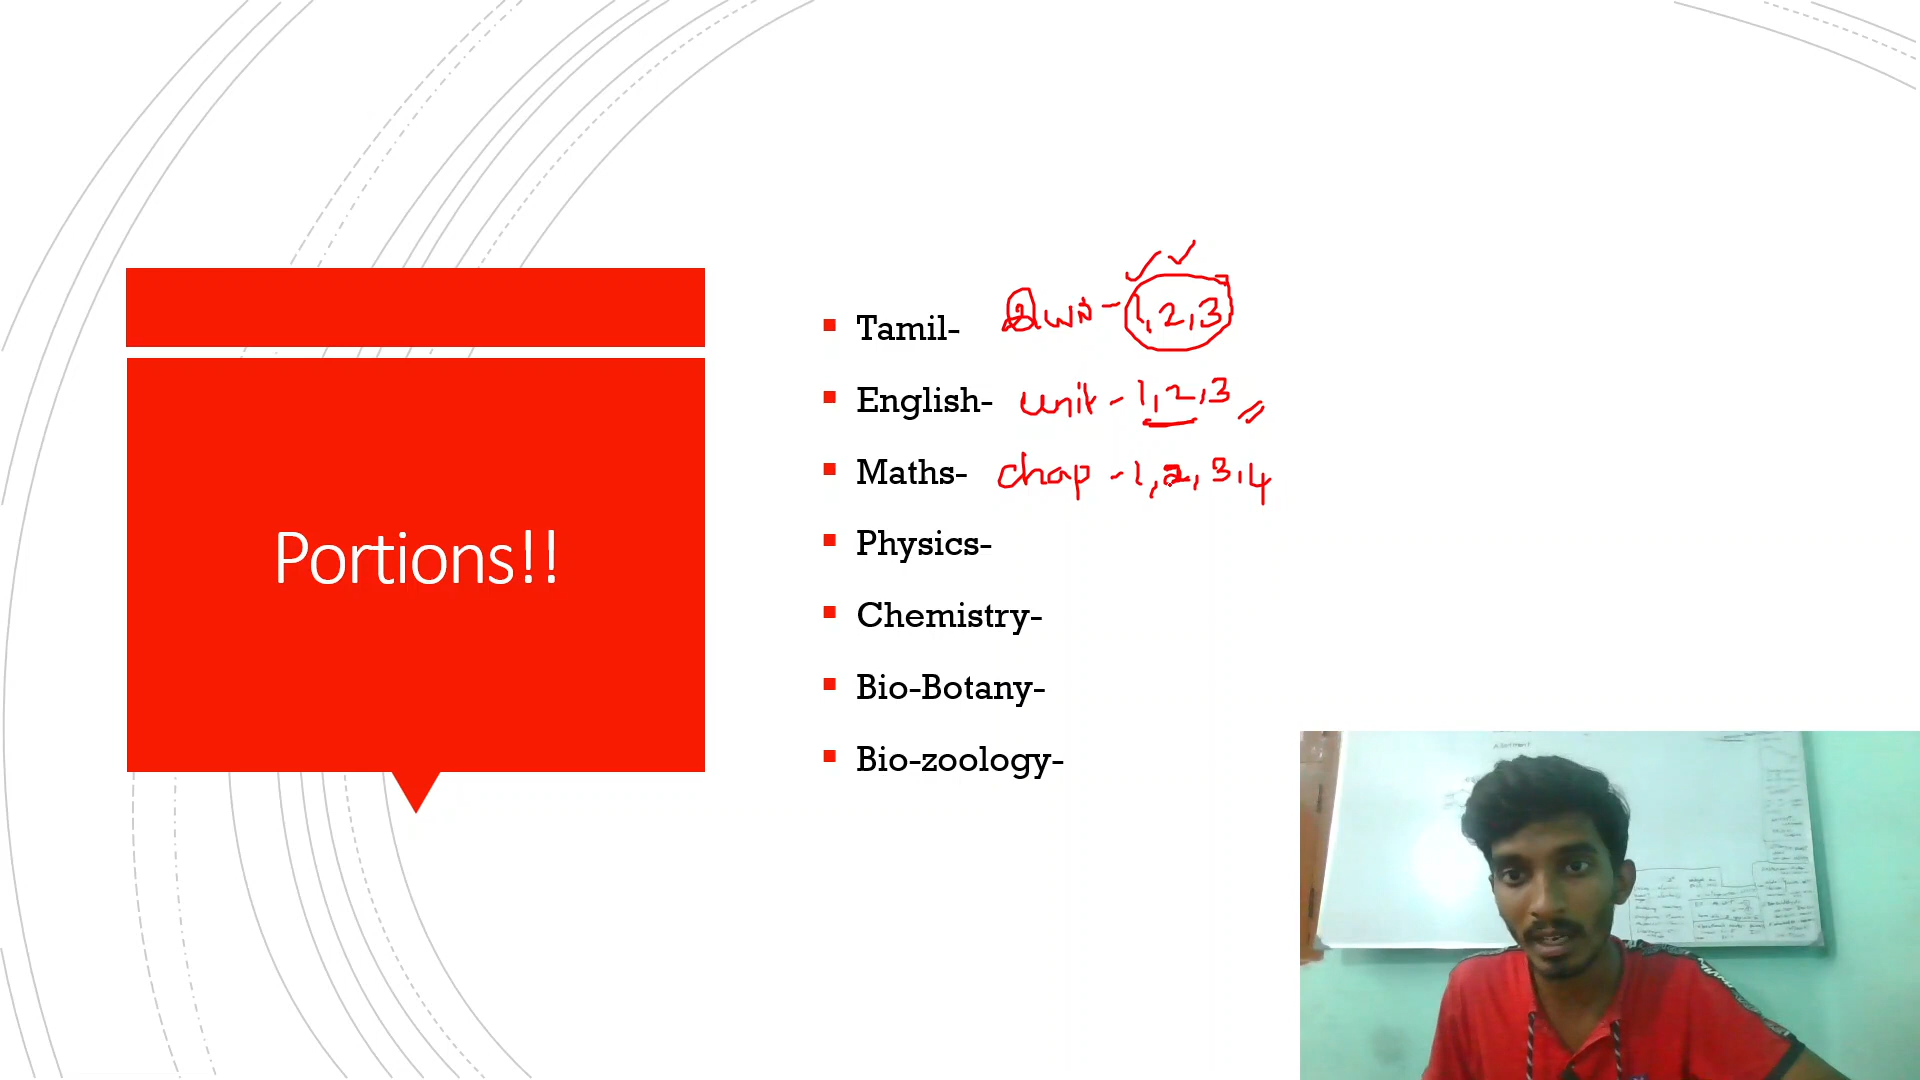 Portions!!
Tamil- இயல் - 1,2,3
English- unit - 1,2,3
Maths- chap - 1,2,3,4
Physics-
Chemistry-
Bio-Botany-
Bio-zoology-